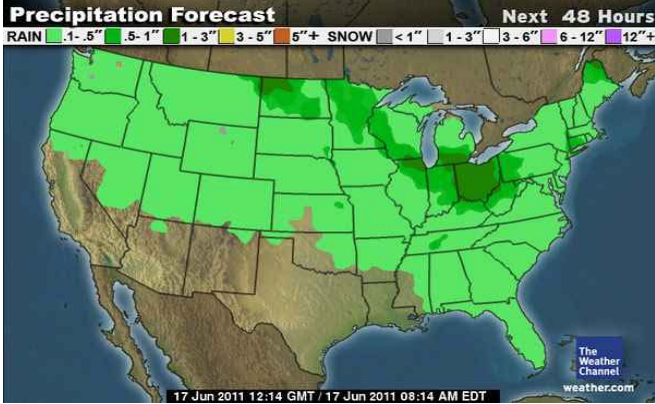 Precipitation Forecast Next 48 Hours
RAIN .1-.5" .5-1" 1-3" 3-5" 5"+ SNOW <1" 1-3" 3-6" 6-12" 12"+
The
Weather
Channel
weather.com
17 Jun 2011 12:14 GMT / 17 Jun 2011 08:14 AM EDT